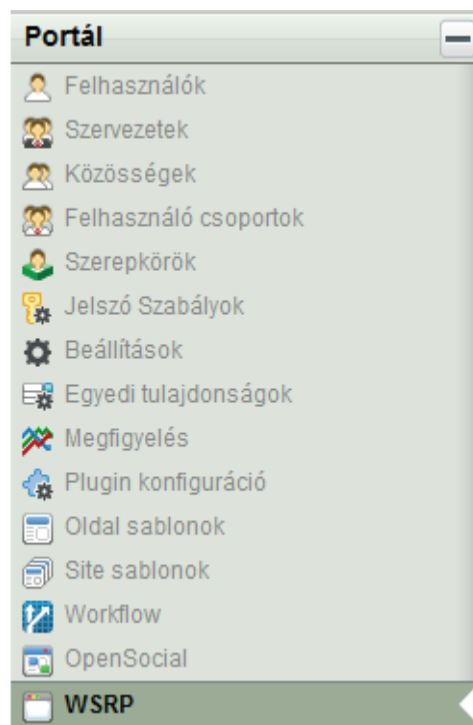 Portál
Felhasználók
Szervezetek
Közösségek
Felhasználó csoportok
Szerepkörök
Jelszó Szabályok
Beállítások
Egyedi tulajdonságok
Megfigyelés
Plugin konfiguráció
Oldal sablonok
Site sablonok
Workflow
OpenSocial
WSRP